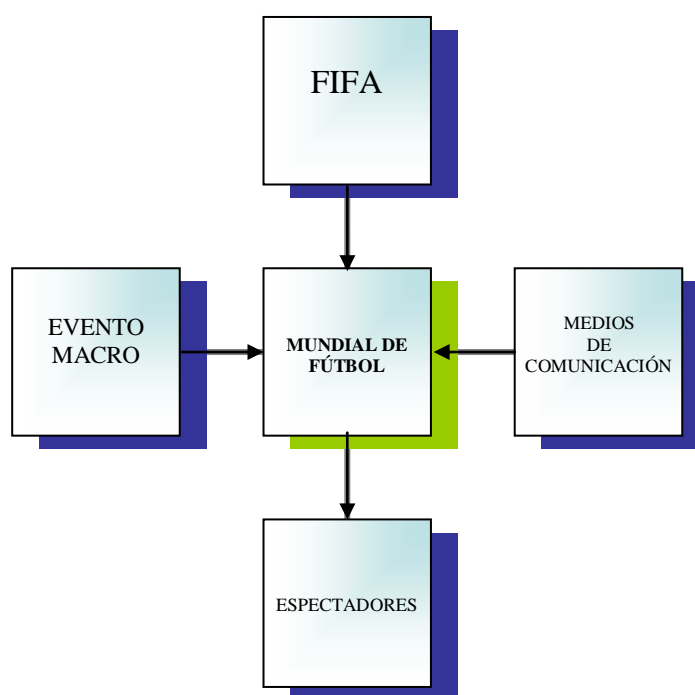 FIFA
EVENTO
MACRO
MUNDIAL DE
FÚTBOL
MEDIOS
DE
COMUNICACIÓN
ESPECTADORES